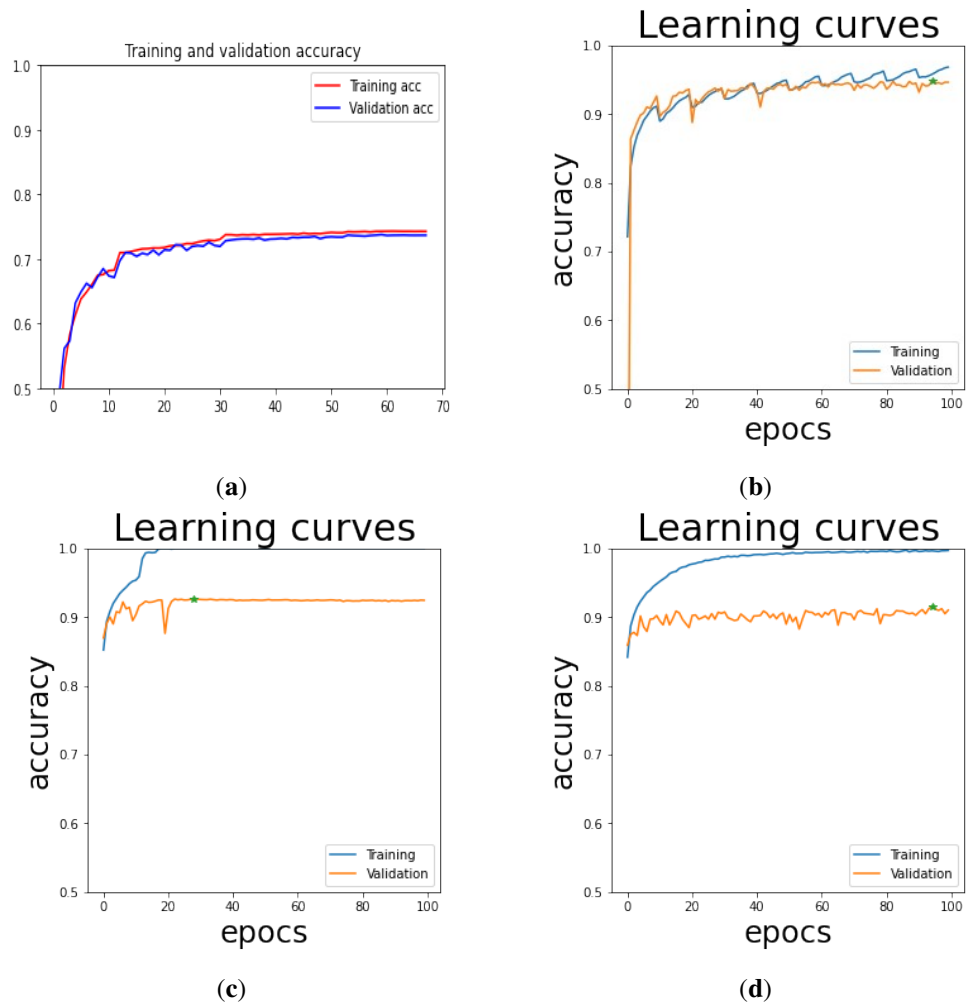 Training and validation accuracy
1.0
0.9
0.8
0.7
0.6
0.5
Training acc
Validation acc
0 10 20 30 40 50 60 70
(a)
Learning curves
accuracy
1.0
0.9
0.8
0.7
0.6
0.5
Training
Validation
0 20 40 60 80 100
epocs
(b)
Learning curves
accuracy
1.0
0.9
0.8
0.7
0.6
0.5
Training
Validation
0 20 40 60 80 100
epocs
(c)
Learning curves
accuracy
1.0
0.9
0.8
0.7
0.6
0.5
Training
Validation
0 20 40 60 80 100
epocs
(d)